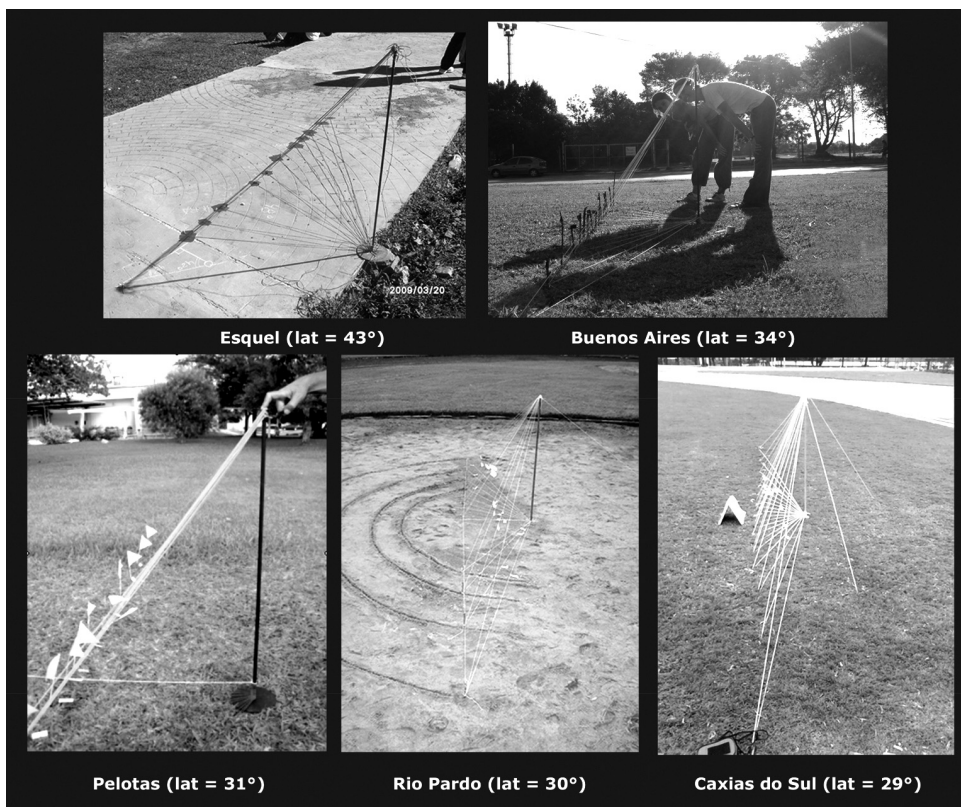 2009/03/20
Esquel (lat = 43°)
Buenos Aires (lat = 34°)
Pelotas (lat = 31°)
Rio Pardo (lat = 30°)
Caxias do Sul (lat = 29°)